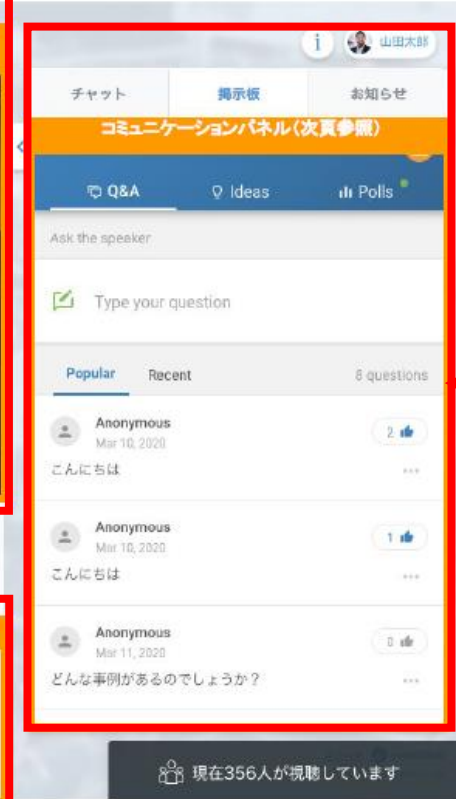 i 山田太郎
チャット 掲示板 お知らせ
コミュニケーションパネル(次頁参照)
Q&A Ideas Polls
Ask the speaker
Type your question
Popular Recent 8 questions
Anonymous
Mar 10, 2020
2
こんにちは
Anonymous
Mar 10, 2020
1
こんにちは
Anonymous
Mar 11, 2020
0
どんな事例があるのでしょうか?
現在356人が視聴しています